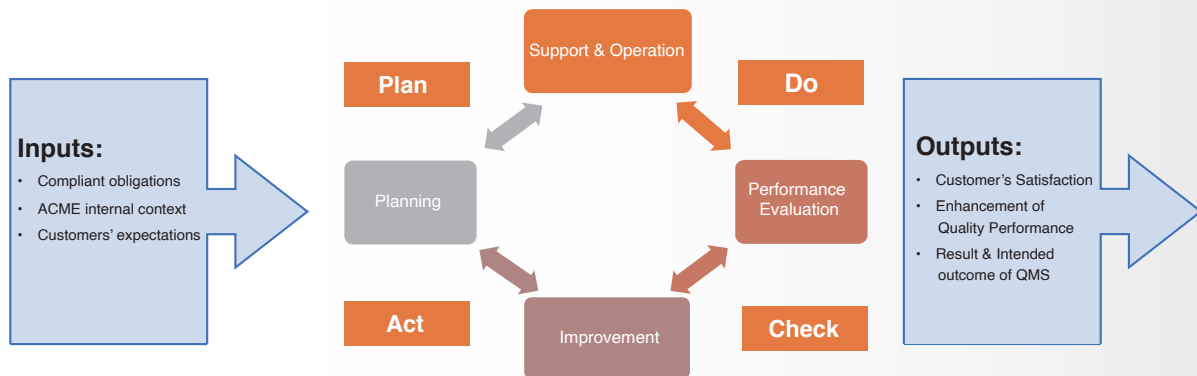 Support & Operation
Plan
Do
Inputs:
• Compliant obligations
• ACME internal context
• Customers’ expectations
Planning
Performance
Evaluation
Outputs:
• Customer’s Satisfaction
• Enhancement of
Quality Performance
• Result & Intended
outcome of QMS
Act
Improvement
Check